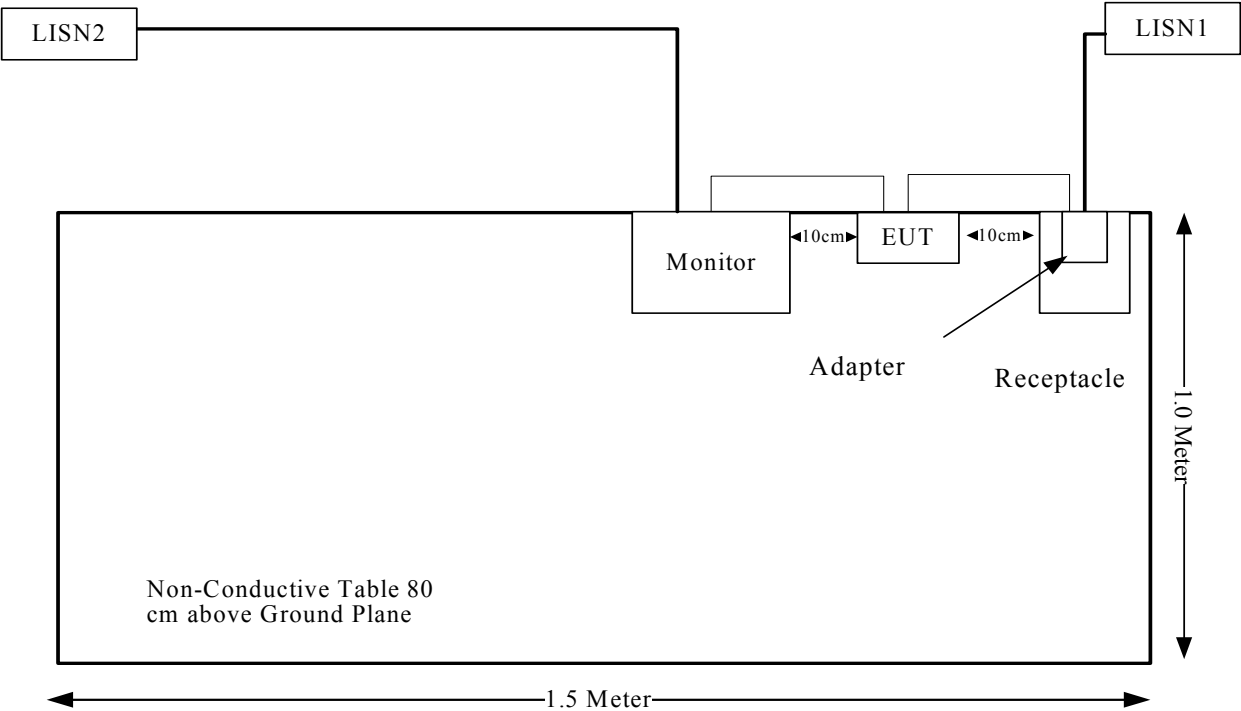 LISN2
LISN1
10cm
EUT
10cm
Monitor
Adapter
Receptacle
1.0 Meter
Non-Conductive Table 80
cm above Ground Plane
1.5 Meter